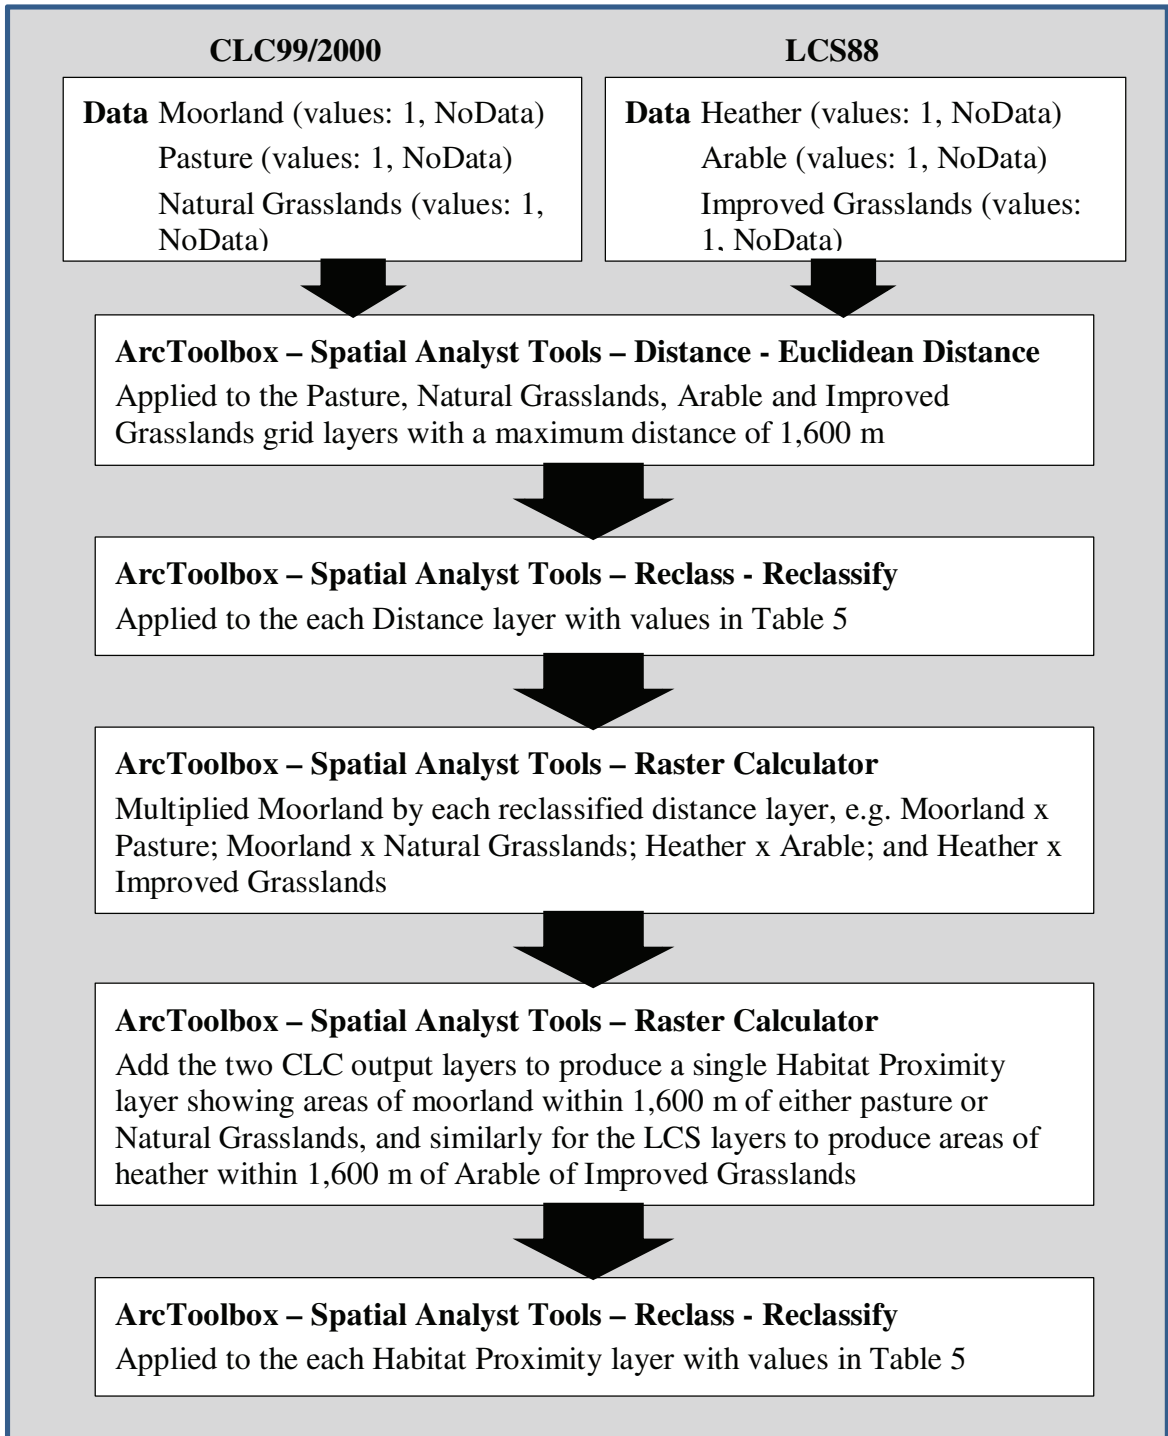 CLC99/2000
LCS88
Data Moorland (values: 1, NoData)
Pasture (values: 1, NoData)
Natural Grasslands (values: 1,
NoData)
Data Heather (values: 1, NoData)
Arable (values: 1, NoData)
Improved Grasslands (values:
1, NoData)
ArcToolbox – Spatial Analyst Tools – Distance - Euclidean Distance
Applied to the Pasture, Natural Grasslands, Arable and Improved
Grasslands grid layers with a maximum distance of 1,600 m
ArcToolbox – Spatial Analyst Tools – Reclass - Reclassify
Applied to the each Distance layer with values in Table 5
ArcToolbox – Spatial Analyst Tools – Raster Calculator
Multiplied Moorland by each reclassified distance layer, e.g. Moorland x
Pasture; Moorland x Natural Grasslands; Heather x Arable; and Heather x
Improved Grasslands
ArcToolbox – Spatial Analyst Tools – Raster Calculator
Add the two CLC output layers to produce a single Habitat Proximity
layer showing areas of moorland within 1,600 m of either pasture or
Natural Grasslands, and similarly for the LCS layers to produce areas of
heather within 1,600 m of Arable of Improved Grasslands
ArcToolbox – Spatial Analyst Tools – Reclass - Reclassify
Applied to the each Habitat Proximity layer with values in Table 5